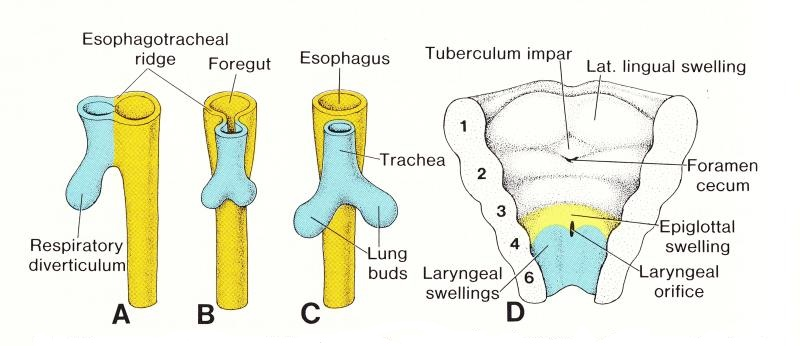 Esophagotracheal
ridge
Foregut
Esophagus
Trachea
Respiratory
diverticulum
Lung
buds
A
B
C
Tuberculum impar
Lat. lingual swelling
1
2
3
4
6
Foramen
cecum
Epiglottal
swelling
Laryngeal
swellings
Laryngeal
orifice
D